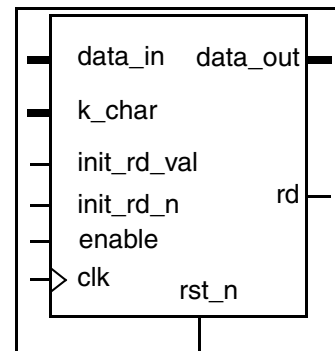 data_in data_out
k_char
init_rd_val
init_rd_n rd
enable
clk
rst_n